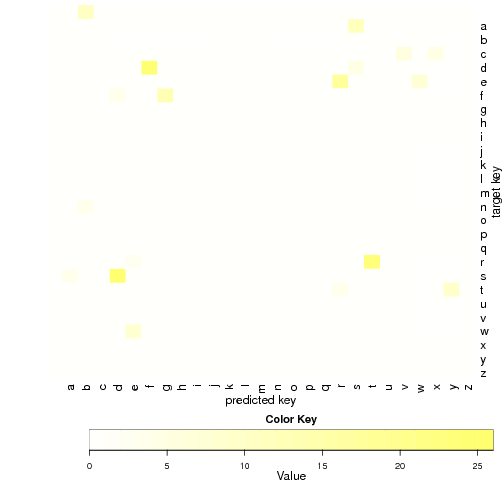 a
b
c
d
e
f
g
h
i
j
k
l
m
n
o
p
q
r
s
t
u
v
w
x
y
z
target key
a b c d e f g h i j k l m n o p q r s t u v w x y z
predicted key
Color Key
0 5 10 15 20 25
Value